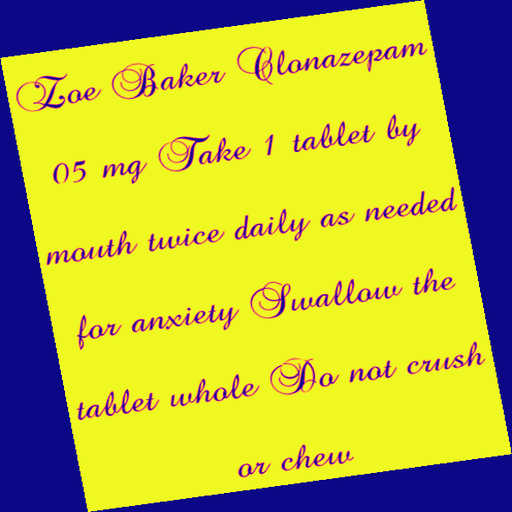 Zoe Baker Clonazepam
05 mg Take 1 tablet by
mouth twice daily as needed
for anxiety Swallow the
tablet whole Do not crush
or chew